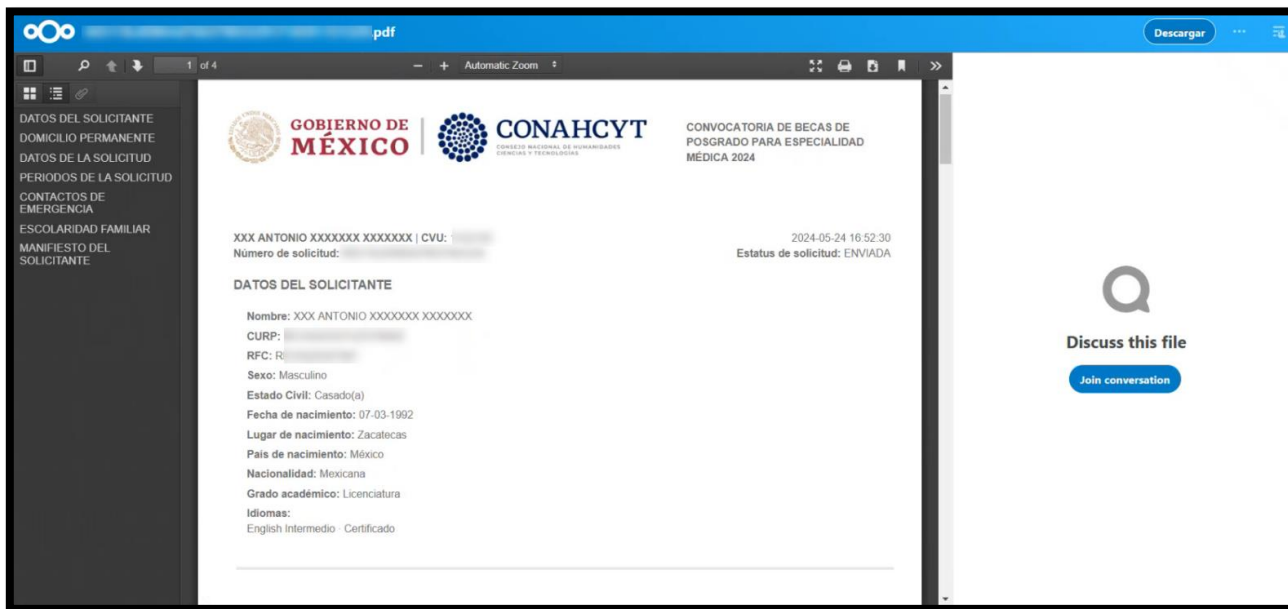 .pdf
Descargar
1 of 4
Automatic Zoom
DATOS DEL SOLICITANTE
DOMICILIO PERMANENTE
DATOS DE LA SOLICITUD
PERIODOS DE LA SOLICITUD
CONTACTOS DE
EMERGENCIA
ESCOLARIDAD FAMILIAR
MANIFIESTO DEL
SOLICITANTE
GOBIERNO DE
MÉXICO
CONAHCYT
CONSEJO NACIONAL DE HUMANIDADES
CIENCIAS Y TECNOLOGÍAS
CONVOCATORIA DE BECAS DE
POSGRADO PARA ESPECIALIDAD
MÉDICA 2024
XXX ANTONIO XXXXXXX XXXXXXX | CVU:
2024-05-24 16:52:30
Número de solicitud:
Estatus de solicitud: ENVIADA
DATOS DEL SOLICITANTE
Nombre: XXX ANTONIO XXXXXXX XXXXXXX
CURP:
RFC: R
Sexo: Masculino
Estado Civil: Casado(a)
Fecha de nacimiento: 07-03-1992
Lugar de nacimiento: Zacatecas
País de nacimiento: México
Nacionalidad: Mexicana
Grado académico: Licenciatura
Idiomas:
English Intermedio - Certificado
Discuss this file
Join conversation